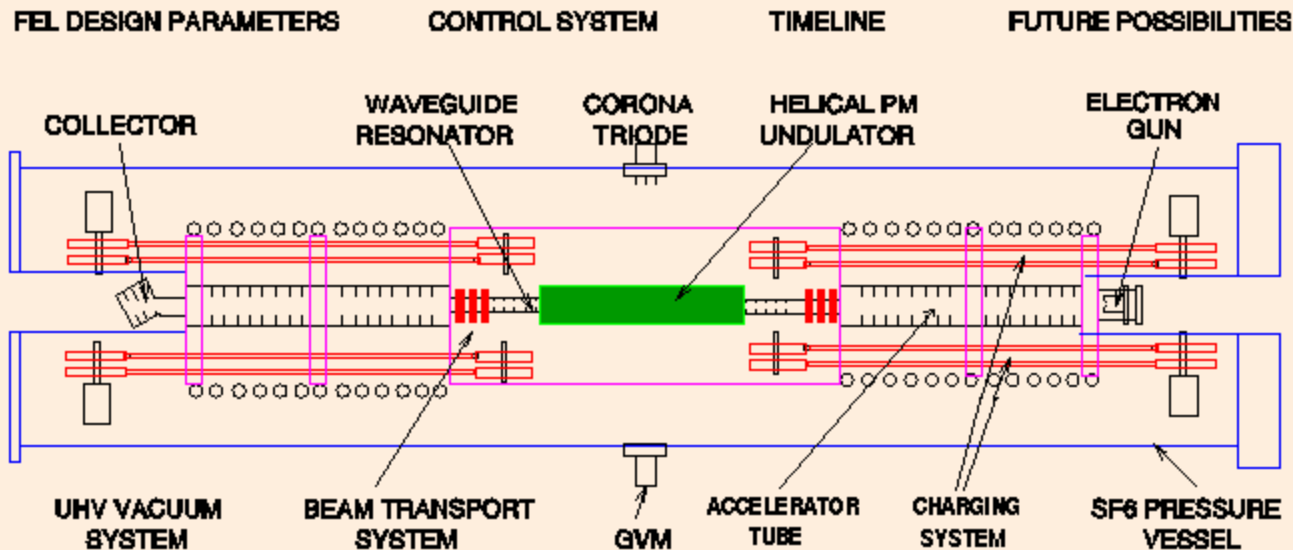 FEL DESIGN PARAMETERS CONTROL SYSTEM TIMELINE FUTURE POSSIBILITIES
COLLECTOR
WAVEGUIDE
RESONATOR
CORONA
TRIODE
HELICAL PM
UNDULATOR
ELECTRON
GUN
UHV VACUUM
SYSTEM
BEAM TRANSPORT
SYSTEM
GVM
ACCELERATOR
TUBE
CHARGING
SYSTEM
SF6 PRESSURE
VESSEL